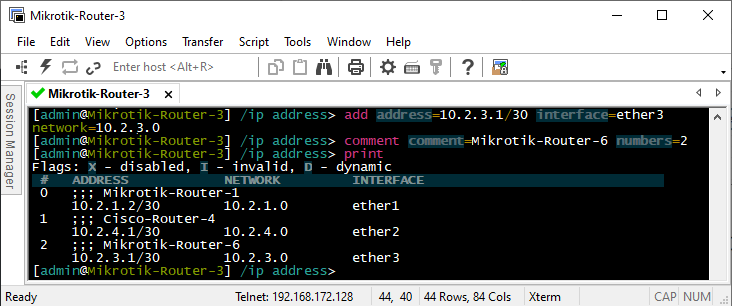 Mikrotik-Router-3
File Edit View Options Transfer Script Tools Window Help
Enter host <Alt+R>
Mikrotik-Router-3
Session Manager
[admin@Mikrotik-Router-3] /ip address> add address=10.2.3.1/30 interface=ether3
network=10.2.3.0
[admin@Mikrotik-Router-3] /ip address> comment comment=Mikrotik-Router-6 numbers=2
[admin@Mikrotik-Router-3] /ip address> print
Flags: X - disabled, I - invalid, D - dynamic
# ADDRESS NETWORK INTERFACE
0 ;;; Mikrotik-Router-1
10.2.1.2/30 10.2.1.0 ether1
1 ;;; Cisco-Router-4
10.2.4.1/30 10.2.4.0 ether2
2 ;;; Mikrotik-Router-6
10.2.3.1/30 10.2.3.0 ether3
[admin@Mikrotik-Router-3] /ip address>
Ready Telnet: 192.168.172.128 44, 40 44 Rows, 84 Cols Xterm CAP NUM